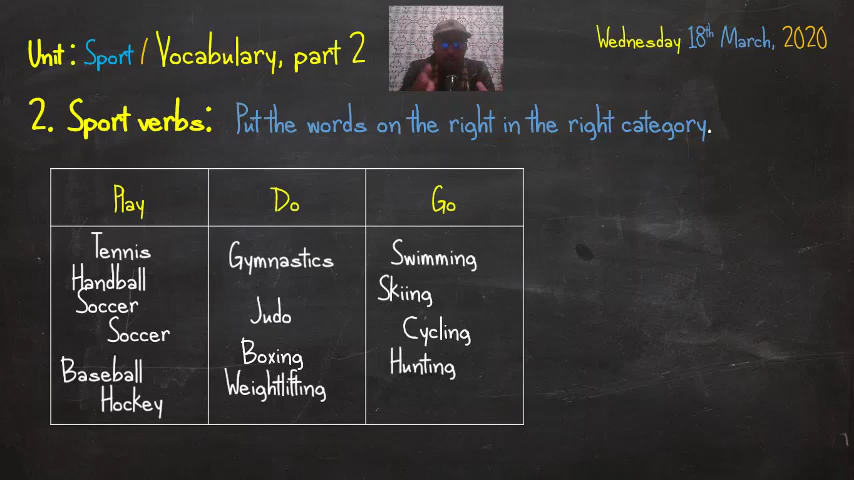 Unit: Sport / Vocabulary, part 2
Wednesday 18th March, 2020
2. Sport verbs: Put the words on the right in the right category.
Play Do Go
Tennis
Handball
Soccer
Soccer
Baseball
Hockey
Gymnastics
Judo
Boxing
Weightlifting
Swimming
Skiing
Cycling
Hunting